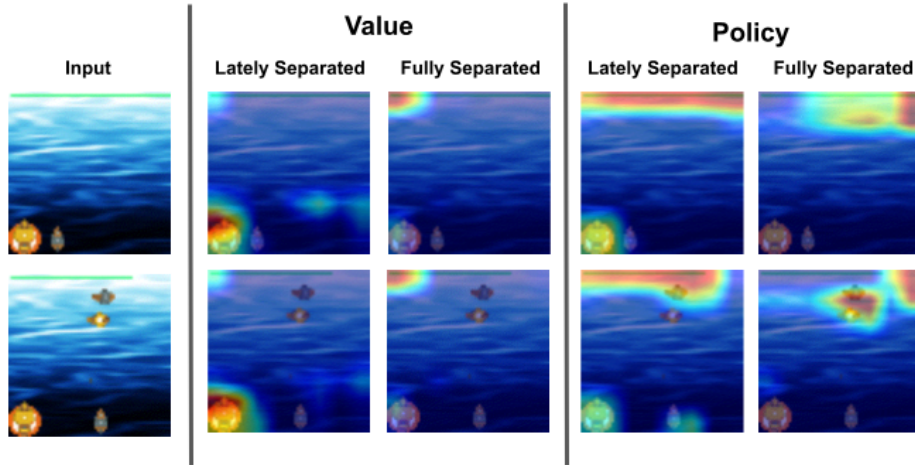 Value
Policy
Input
Lately Separated
Fully Separated
Lately Separated
Fully Separated